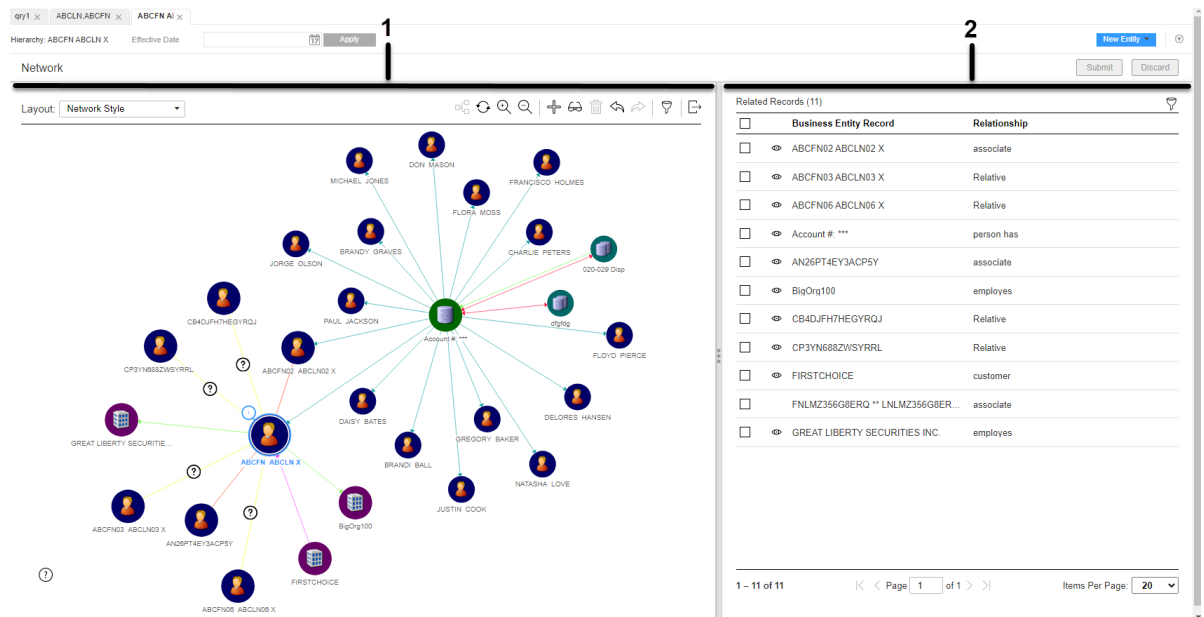 qry1 ABCLN,ABCFN ABCFN Al
1 2
Hierarchy: ABCFN ABCLN X Effective Date 17 Apply New Entity
Network Submit Discard
Layout: Network Style
DON MASON
MICHAEL JONES
FRANCISCO HOLMES
FLORA MOSS
BRANDY GRAVES
CHARLIE PETERS
JORGE OLSON
020-029 Disp
CB4DJFH7HEGYRQJ
PAUL JACKSON
dfgfdg
Account #: ***
FLOYD PIERCE
CP3YN688ZWSYRRL
ABCFN02 ABCLN02 X
?
?
DAISY BATES
DELORES HANSEN
GREAT LIBERTY SECURITIE...
GREGORY BAKER
ABCFN ABCLN X
BRANDI BALL
?
NATASHA LOVE
JUSTIN COOK
?
ABCFN03 ABCLN03 X
BigOrg100
AN26PT4EY3ACP5Y
?
FIRSTCHOICE
ABCFN06 ABCLN06 X
Related Records (11)
Business Entity Record Relationship
ABCFN02 ABCLN02 X associate
ABCFN03 ABCLN03 X Relative
ABCFN06 ABCLN06 X Relative
Account #: *** person has
AN26PT4EY3ACP5Y associate
BigOrg100 employes
CB4DJFH7HEGYRQJ Relative
CP3YN688ZWSYRRL Relative
FIRSTCHOICE customer
FNLMZ356G8ERQ ** LNLMZ356G8ER... associate
GREAT LIBERTY SECURITIES INC. employes
1 – 11 of 11 Page 1 of 1 Items Per Page: 20